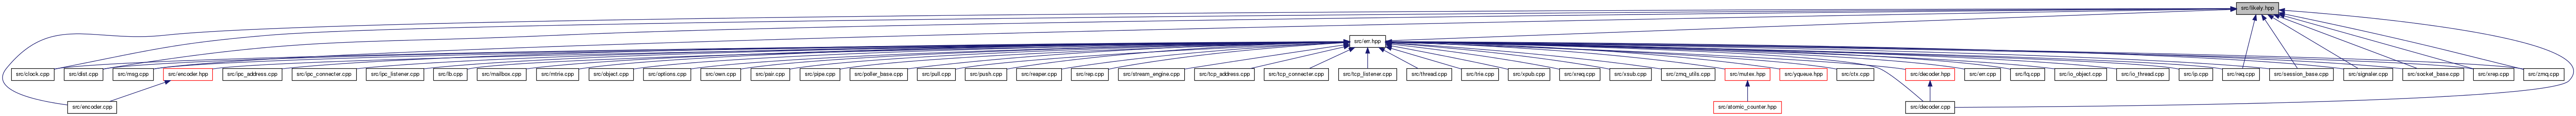 src/likely.hpp
src/err.hpp
src/clock.cpp
src/dist.cpp
src/msg.cpp
src/encoder.hpp
src/ipc_address.cpp
src/ipc_connecter.cpp
src/ipc_listener.cpp
src/lb.cpp
src/mailbox.cpp
src/mtrie.cpp
src/object.cpp
src/options.cpp
src/own.cpp
src/pair.cpp
src/pipe.cpp
src/poller_base.cpp
src/pull.cpp
src/push.cpp
src/reaper.cpp
src/rep.cpp
src/stream_engine.cpp
src/tcp_address.cpp
src/tcp_connecter.cpp
src/tcp_listener.cpp
src/thread.cpp
src/trie.cpp
src/xpub.cpp
src/xreq.cpp
src/xsub.cpp
src/zmq_utils.cpp
src/mutex.hpp
src/yqueue.hpp
src/ctx.cpp
src/decoder.hpp
src/err.cpp
src/fq.cpp
src/io_object.cpp
src/io_thread.cpp
src/ip.cpp
src/req.cpp
src/session_base.cpp
src/signaler.cpp
src/socket_base.cpp
src/xrep.cpp
src/zmq.cpp
src/encoder.cpp
src/atomic_counter.hpp
src/decoder.cpp